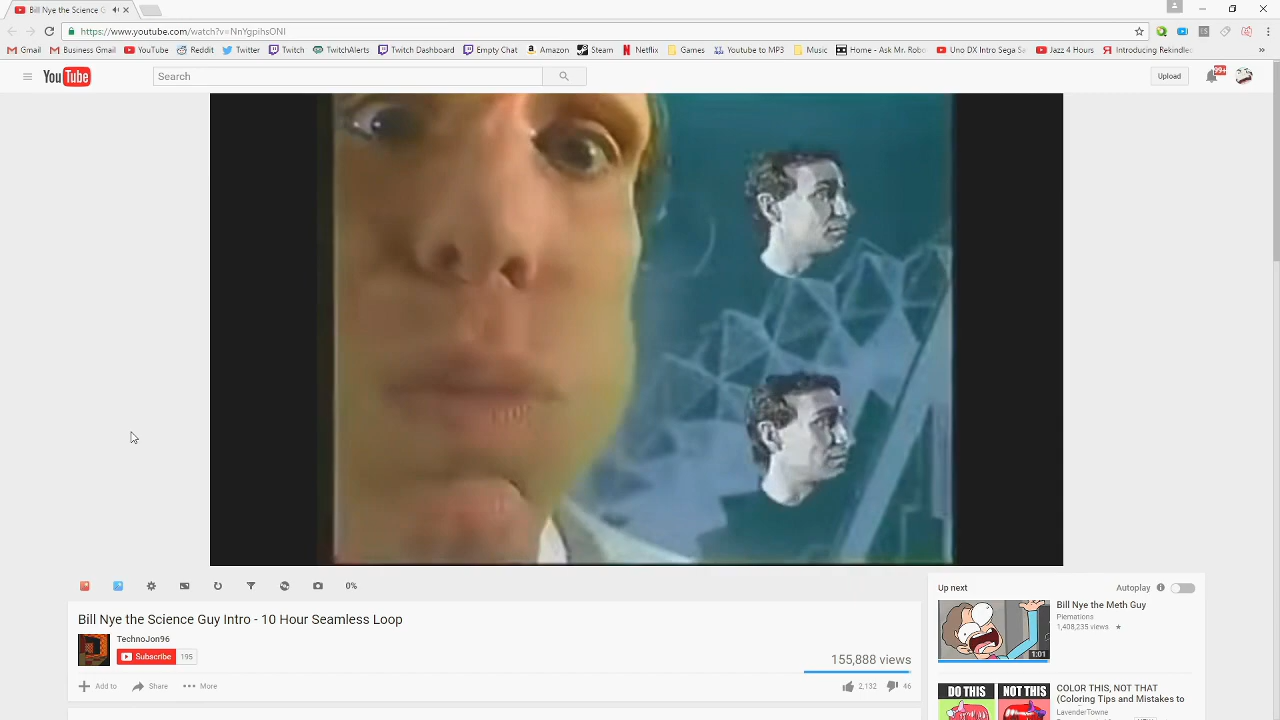 Bill Nye the Science G
https://www.youtube.com/watch?v=NnYgpihsONI
Gmail Business Gmail YouTube Reddit Twitter Twitch TwitchAlerts Twitch Dashboard Empty Chat Amazon Steam Netflix Games Youtube to MP3 Music Home - Ask Mr. Robo Uno DX Intro Sega Sa Jazz 4 Hours Introducing Rekindled »
YouTube
Search
Upload
99+
0%
Up next
Autoplay
Bill Nye the Science Guy Intro - 10 Hour Seamless Loop
TechnoJon96
Subscribe 195
155,888 views
Add to Share More
2,132 46
Bill Nye the Meth Guy
Piemations
1,408,235 views
1:01
DO THIS NOT THIS
COLOR THIS, NOT THAT
(Coloring Tips and Mistakes to
LavenderTowne